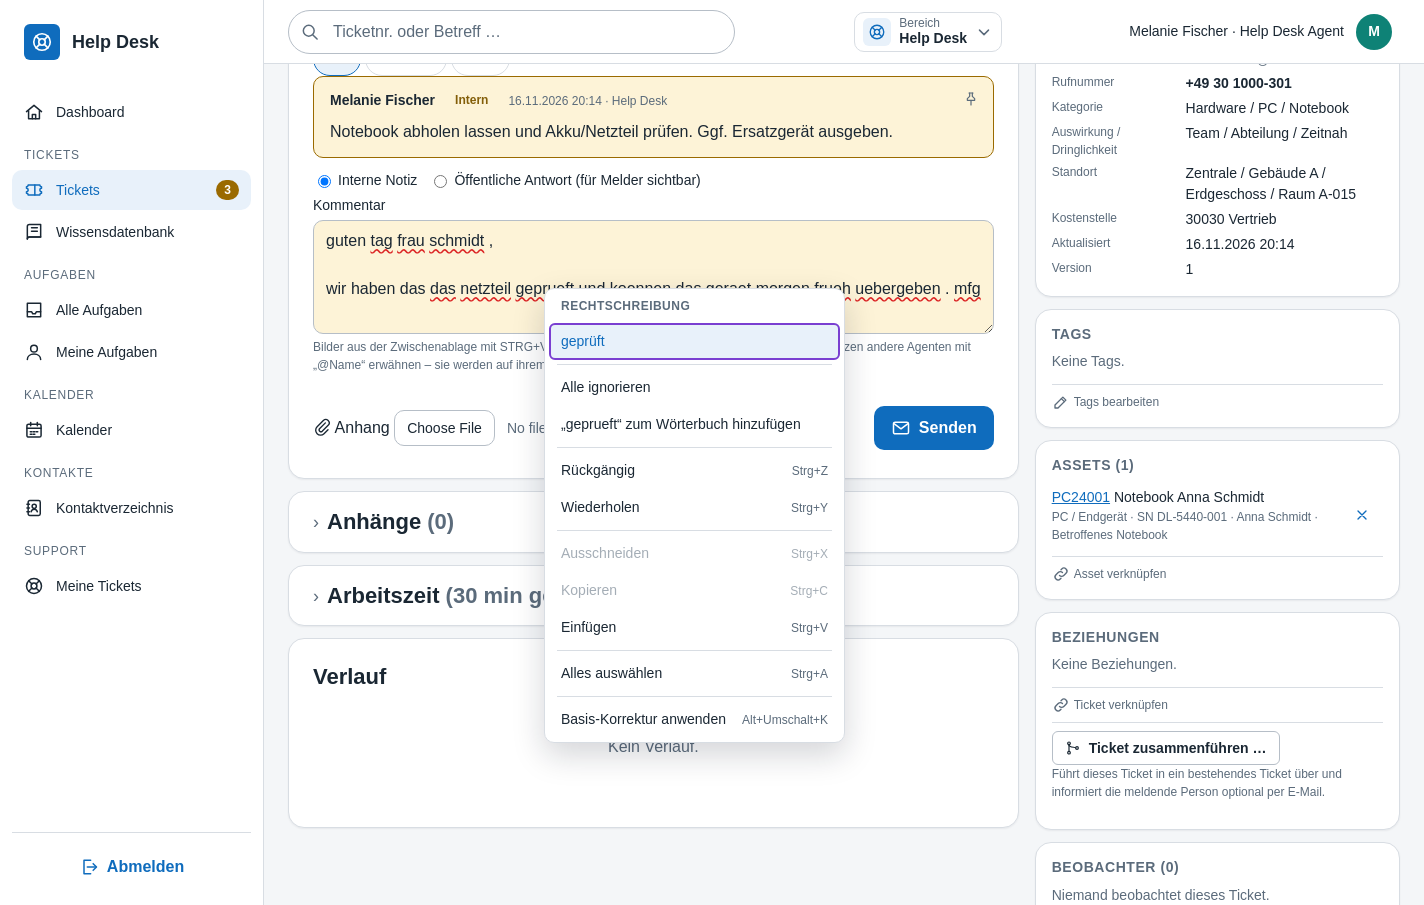 Help Desk
Ticketnr. oder Betreff …
Bereich
Help Desk
Melanie Fischer · Help Desk Agent
M
Dashboard
TICKETS
Tickets
3
Wissensdatenbank
AUFGABEN
Alle Aufgaben
Meine Aufgaben
KALENDER
Kalender
KONTAKTE
Kontaktverzeichnis
SUPPORT
Meine Tickets
Abmelden
Melanie Fischer Intern 16.11.2026 20:14 · Help Desk
Notebook abholen lassen und Akku/Netzteil prüfen. Ggf. Ersatzgerät ausgeben.
Interne Notiz Öffentliche Antwort (für Melder sichtbar)
Kommentar
guten tag frau schmidt ,
wir haben das das netzteil geprueft und koennen das geraet morgen frueh uebergeben . mfg
Bilder aus der Zwischenablage mit STRG+V
zen andere Agenten mit
„@Name“ erwähnen – sie werden auf ihrem
Anhang Choose File No file
Senden
RECHTSCHREIBUNG
geprüft
Alle ignorieren
„geprueft“ zum Wörterbuch hinzufügen
Rückgängig Strg+Z
Wiederholen Strg+Y
Ausschneiden Strg+X
Kopieren Strg+C
Einfügen Strg+V
Alles auswählen Strg+A
Basis-Korrektur anwenden Alt+Umschalt+K
Anhänge (0)
Arbeitszeit (30 min
Verlauf
Kein Verlauf.
Rufnummer +49 30 1000-301
Kategorie Hardware / PC / Notebook
Auswirkung / Dringlichkeit Team / Abteilung / Zeitnah
Standort Zentrale / Gebäude A /
Erdgeschoss / Raum A-015
Kostenstelle 30030 Vertrieb
Aktualisiert 16.11.2026 20:14
Version 1
TAGS
Keine Tags.
Tags bearbeiten
ASSETS (1)
PC24001 Notebook Anna Schmidt
PC / Endgerät · SN DL-5440-001 · Anna Schmidt ·
Betroffenes Notebook
Asset verknüpfen
BEZIEHUNGEN
Keine Beziehungen.
Ticket verknüpfen
Ticket zusammenführen …
Führt dieses Ticket in ein bestehendes Ticket über und
informiert die meldende Person optional per E-Mail.
BEOBACHTER (0)
Niemand beobachtet dieses Ticket.